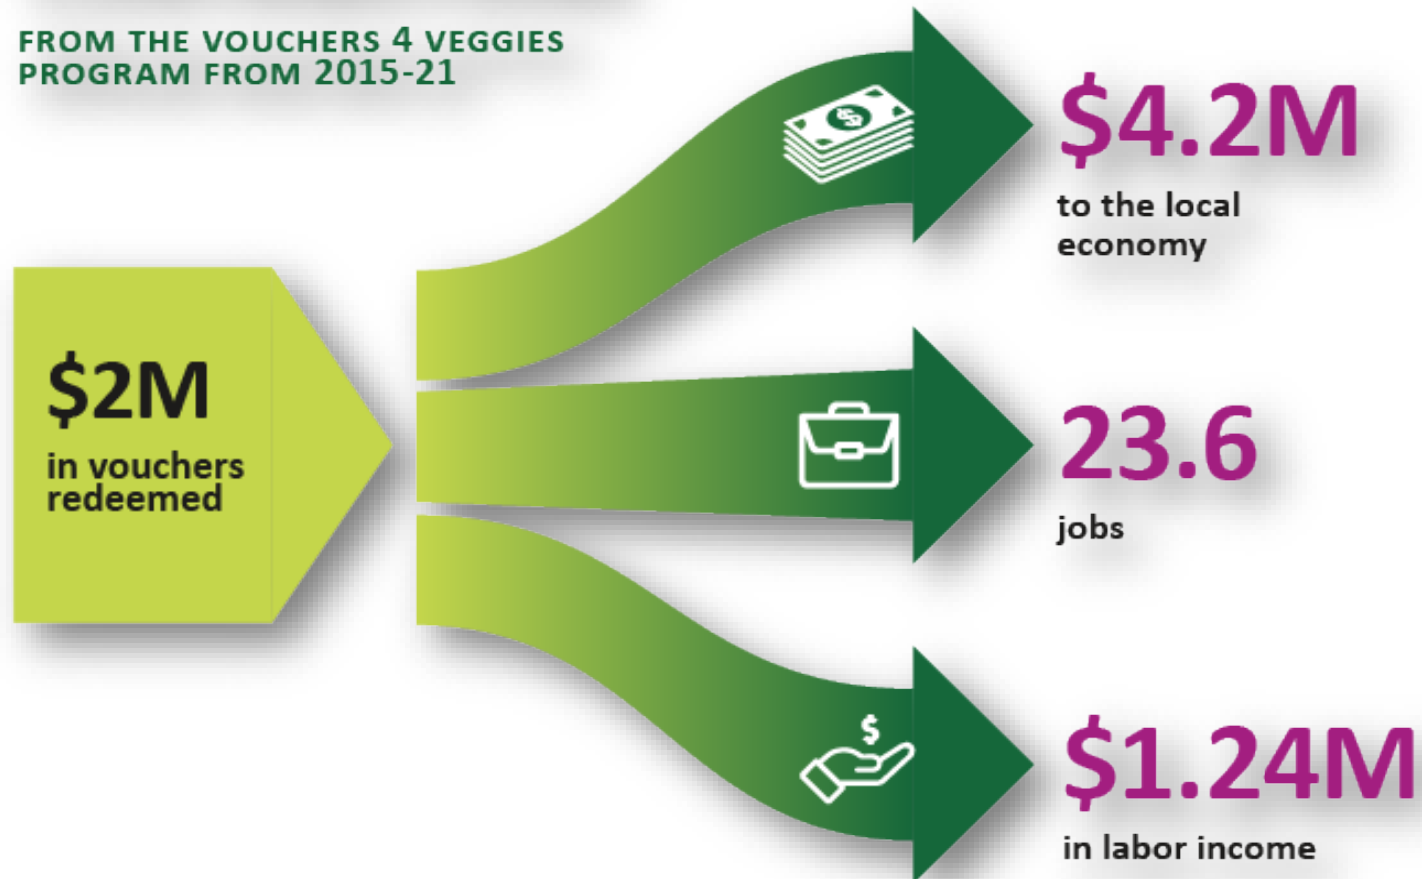 FROM THE VOUCHERS 4 VEGGIES
PROGRAM FROM 2015-21
$2M
in vouchers
redeemed
$4.2M
to the local
economy
23.6
jobs
$
$1.24M
in labor income